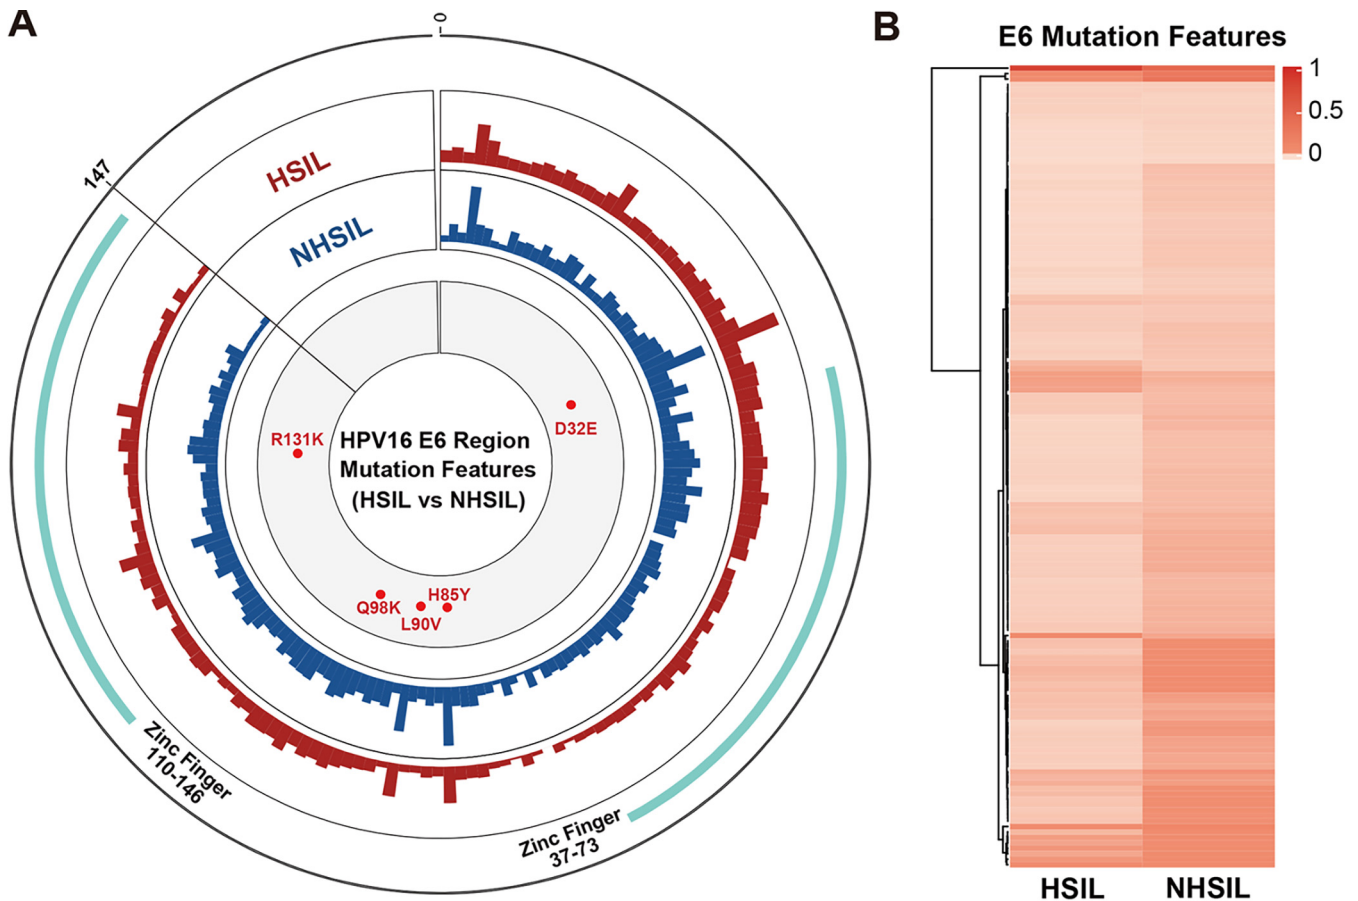 A
0
147
HSIL
NHSIL
R131K
D32E
HPV16 E6 Region
Mutation Features
(HSIL vs NHSIL)
Q98K
H85Y
L90V
Zinc Finger
110-146
Zinc Finger
37-73
B
E6 Mutation Features
1
0.5
0
HSIL
NHSIL